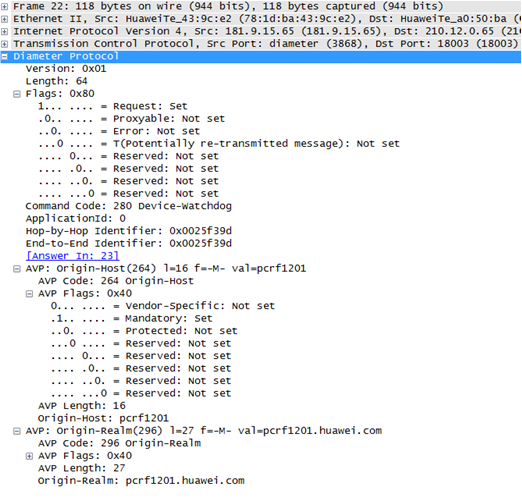 Frame 22: 118 bytes on wire (944 bits), 118 bytes captured (944 bits)
Ethernet II, Src: HuaweiTe_43:9c:e2 (78:1d:ba:43:9c:e2), Dst: HuaweiTe_a0:50:ba (
Internet Protocol Version 4, Src: 181.9.15.65 (181.9.15.65), Dst: 210.12.0.65 (21
Transmission Control Protocol, Src Port: diameter (3868), Dst Port: 18003 (18003)
Diameter Protocol
Version: 0x01
Length: 64
Flags: 0x80
1... .... = Request: Set
.0.. .... = Proxyable: Not set
..0. .... = Error: Not set
...0 .... = T(Potentially re-transmitted message): Not set
.... 0... = Reserved: Not set
.... .0.. = Reserved: Not set
.... ..0. = Reserved: Not set
.... ...0 = Reserved: Not set
Command Code: 280 Device-Watchdog
ApplicationId: 0
Hop-by-Hop Identifier: 0x0025f39d
End-to-End Identifier: 0x0025f39d
[Answer In: 23]
AVP: Origin-Host(264) l=16 f=-M- val=pcrf1201
AVP Code: 264 Origin-Host
AVP Flags: 0x40
0... .... = Vendor-Specific: Not set
.1.. .... = Mandatory: Set
..0. .... = Protected: Not set
...0 .... = Reserved: Not set
.... 0... = Reserved: Not set
.... .0.. = Reserved: Not set
.... ..0. = Reserved: Not set
.... ...0 = Reserved: Not set
AVP Length: 16
Origin-Host: pcrf1201
AVP: Origin-Realm(296) l=27 f=-M- val=pcrf1201.huawei.com
AVP Code: 296 Origin-Realm
AVP Flags: 0x40
AVP Length: 27
Origin-Realm: pcrf1201.huawei.com